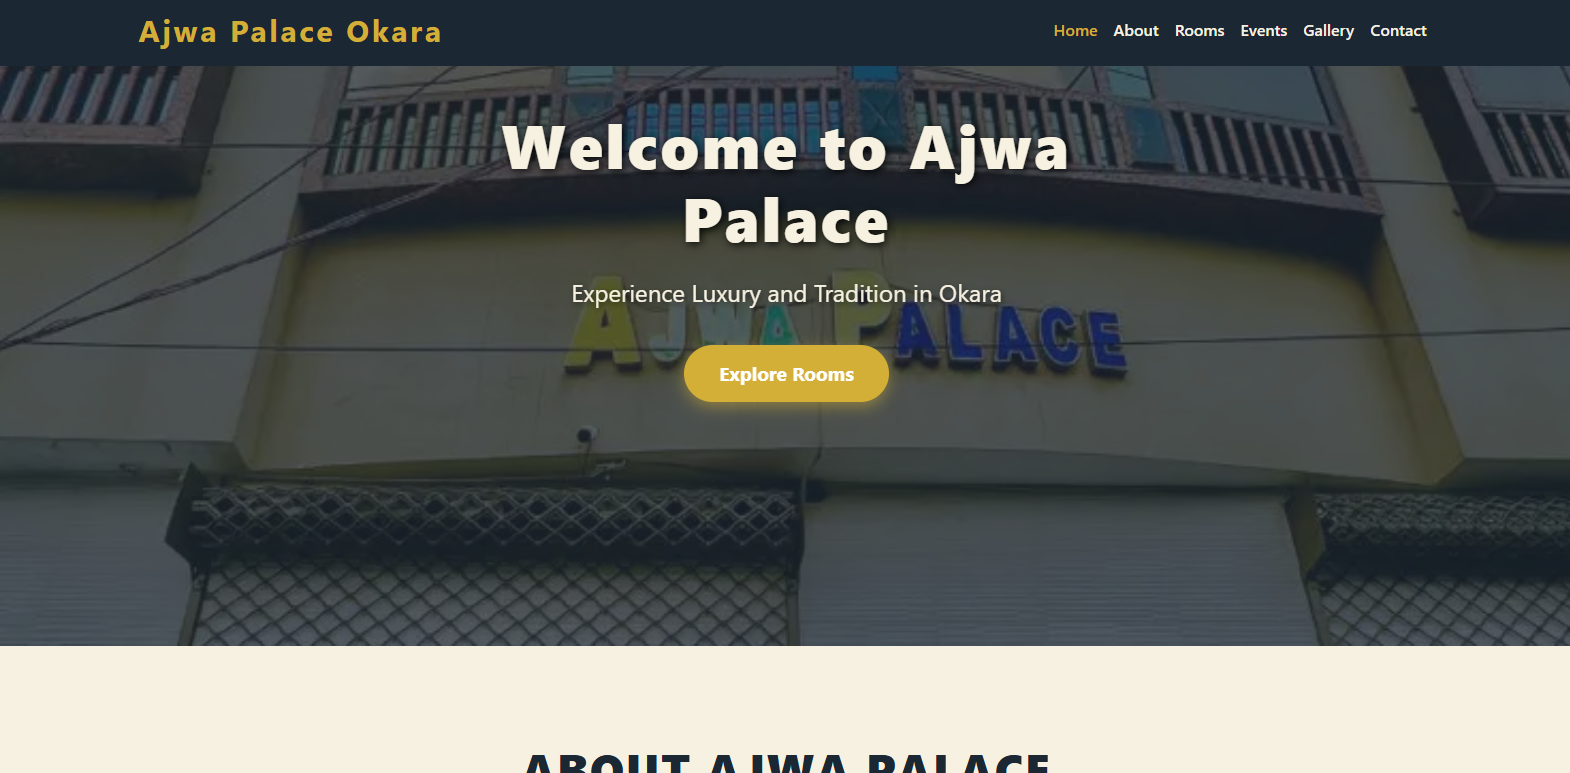 Ajwa Palace Okara
Home About Rooms Events Gallery Contact
Welcome to Ajwa
Palace
Experience Luxury and Tradition in Okara
AJWA PALACE
Explore Rooms
ABOUT AJWA PALACE